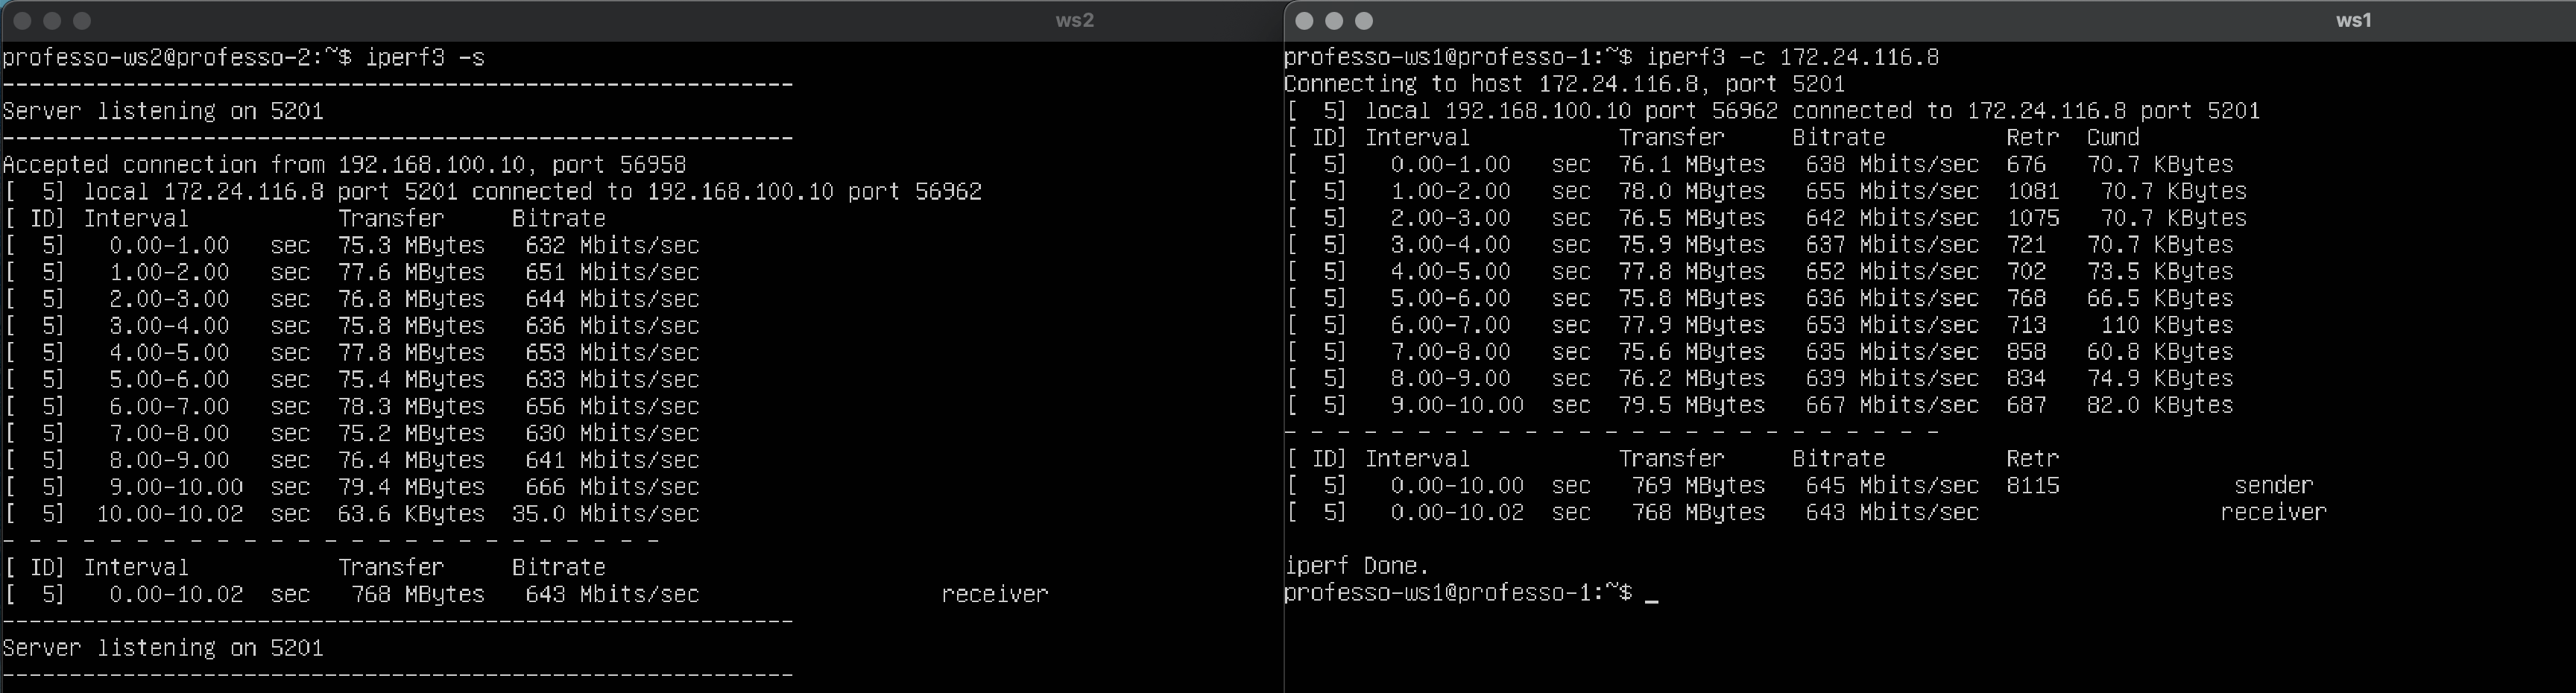 ws2
professo-ws2@professo-2:~$ iperf3 -s
-----------------------------------------------------------
Server listening on 5201
-----------------------------------------------------------
Accepted connection from 192.168.100.10, port 56958
[  5] local 172.24.116.8 port 5201 connected to 192.168.100.10 port 56962
[ ID] Interval           Transfer     Bitrate
[  5]   0.00-1.00   sec  75.3 MBytes   632 Mbits/sec
[  5]   1.00-2.00   sec  77.6 MBytes   651 Mbits/sec
[  5]   2.00-3.00   sec  76.8 MBytes   644 Mbits/sec
[  5]   3.00-4.00   sec  75.8 MBytes   636 Mbits/sec
[  5]   4.00-5.00   sec  77.8 MBytes   653 Mbits/sec
[  5]   5.00-6.00   sec  75.4 MBytes   633 Mbits/sec
[  5]   6.00-7.00   sec  78.3 MBytes   656 Mbits/sec
[  5]   7.00-8.00   sec  75.2 MBytes   630 Mbits/sec
[  5]   8.00-9.00   sec  76.4 MBytes   641 Mbits/sec
[  5]   9.00-10.00  sec  79.4 MBytes   666 Mbits/sec
[  5]  10.00-10.02  sec  63.6 KBytes  35.0 Mbits/sec
- - - - - - - - - - - - - - - - - - - - - - - - -
[ ID] Interval           Transfer     Bitrate
[  5]   0.00-10.02  sec   768 MBytes   643 Mbits/sec                  receiver
-----------------------------------------------------------
Server listening on 5201
-----------------------------------------------------------
ws1
professo-ws1@professo-1:~$ iperf3 -c 172.24.116.8
Connecting to host 172.24.116.8, port 5201
[  5] local 192.168.100.10 port 56962 connected to 172.24.116.8 port 5201
[ ID] Interval           Transfer     Bitrate         Retr  Cwnd
[  5]   0.00-1.00   sec  76.1 MBytes   638 Mbits/sec  676   70.7 KBytes
[  5]   1.00-2.00   sec  78.0 MBytes   655 Mbits/sec  1081   70.7 KBytes
[  5]   2.00-3.00   sec  76.5 MBytes   642 Mbits/sec  1075   70.7 KBytes
[  5]   3.00-4.00   sec  75.9 MBytes   637 Mbits/sec  721   70.7 KBytes
[  5]   4.00-5.00   sec  77.8 MBytes   652 Mbits/sec  702   73.5 KBytes
[  5]   5.00-6.00   sec  75.8 MBytes   636 Mbits/sec  768   66.5 KBytes
[  5]   6.00-7.00   sec  77.9 MBytes   653 Mbits/sec  713    110 KBytes
[  5]   7.00-8.00   sec  75.6 MBytes   635 Mbits/sec  858   60.8 KBytes
[  5]   8.00-9.00   sec  76.2 MBytes   639 Mbits/sec  834   74.9 KBytes
[  5]   9.00-10.00  sec  79.5 MBytes   667 Mbits/sec  687   82.0 KBytes
- - - - - - - - - - - - - - - - - - - - - - - - -
[ ID] Interval           Transfer     Bitrate         Retr
[  5]   0.00-10.00  sec   769 MBytes   645 Mbits/sec  8115             sender
[  5]   0.00-10.02  sec   768 MBytes   643 Mbits/sec                  receiver
iperf Done.
professo-ws1@professo-1:~$ _